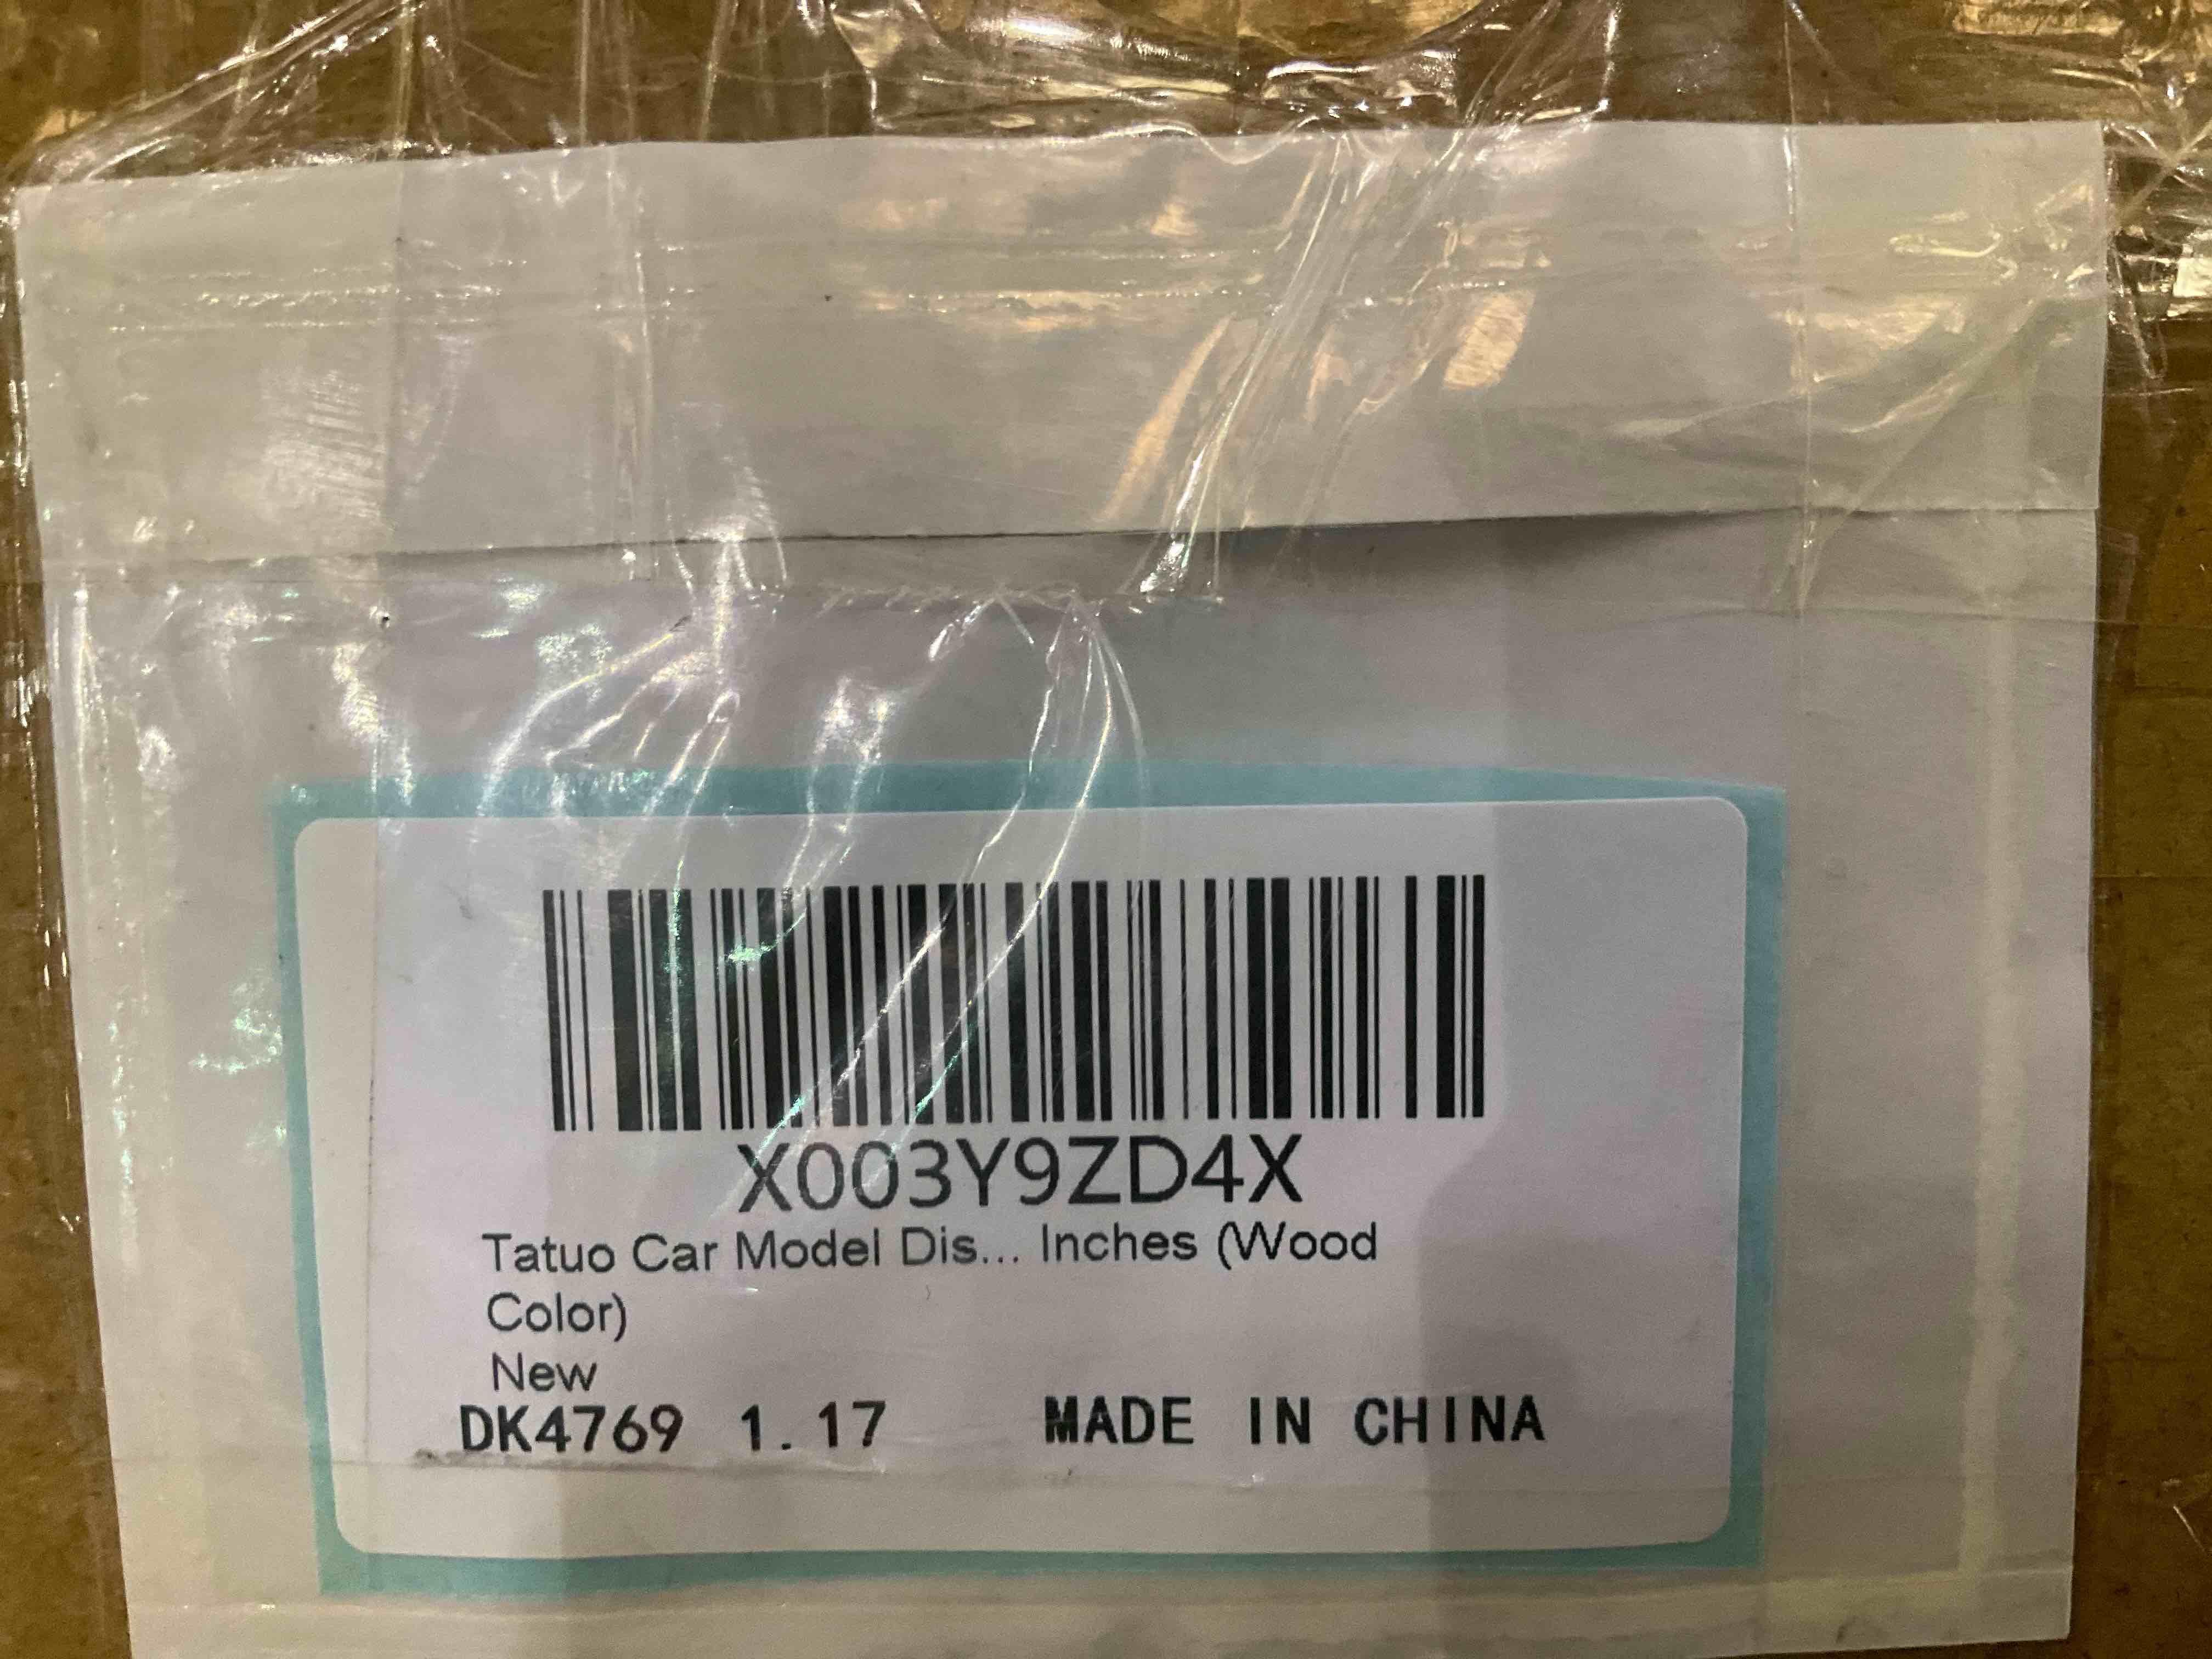 X003Y9ZD4X
Tatuo Car Model Dis... Inches (Wood
Color)
New
DK4769 1.17 MADE IN CHINA